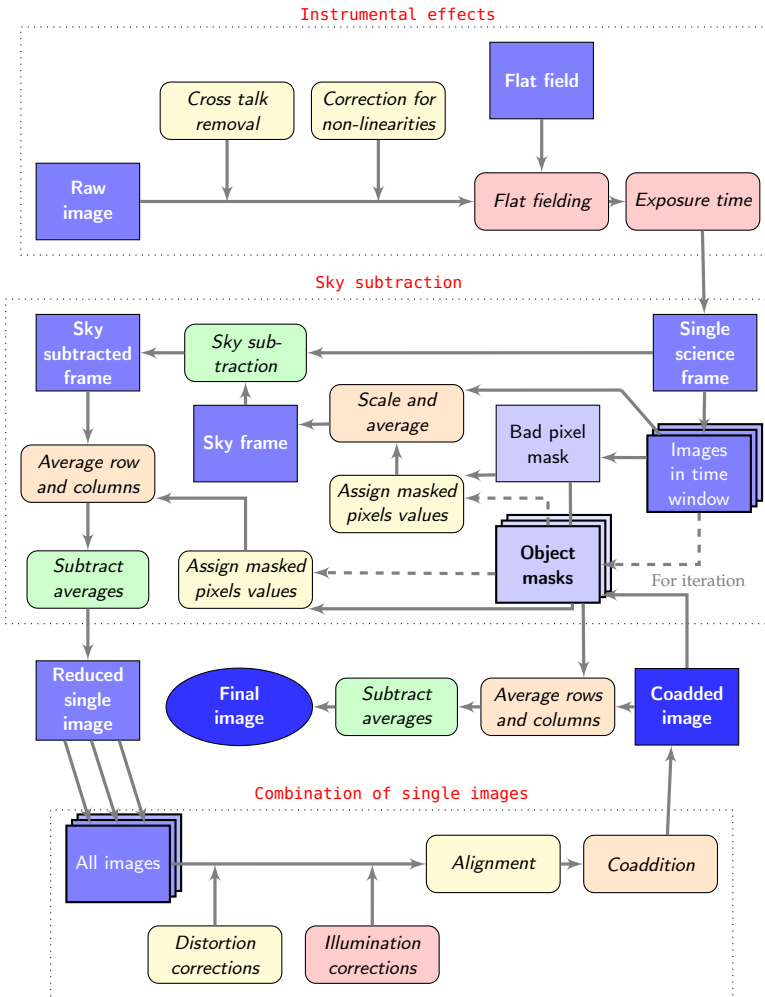 Instrumental effects
Flat field
Cross talk
removal
Correction for
non-linearities
Raw
image
Flat fielding
Exposure time
Sky subtraction
Sky
subtracted
frame
Sky sub-
traction
Single
science
frame
Scale and
average
Sky frame
Bad pixel
mask
Images
in time
window
Average row
and columns
Assign masked
pixels values
Object
masks
Subtract
averages
Assign masked
pixels values
For iteration
Reduced
single
image
Final
image
Subtract
averages
Average rows
and columns
Coadded
image
Combination of single images
All images
Alignment
Coaddition
Distortion
corrections
Illumination
corrections